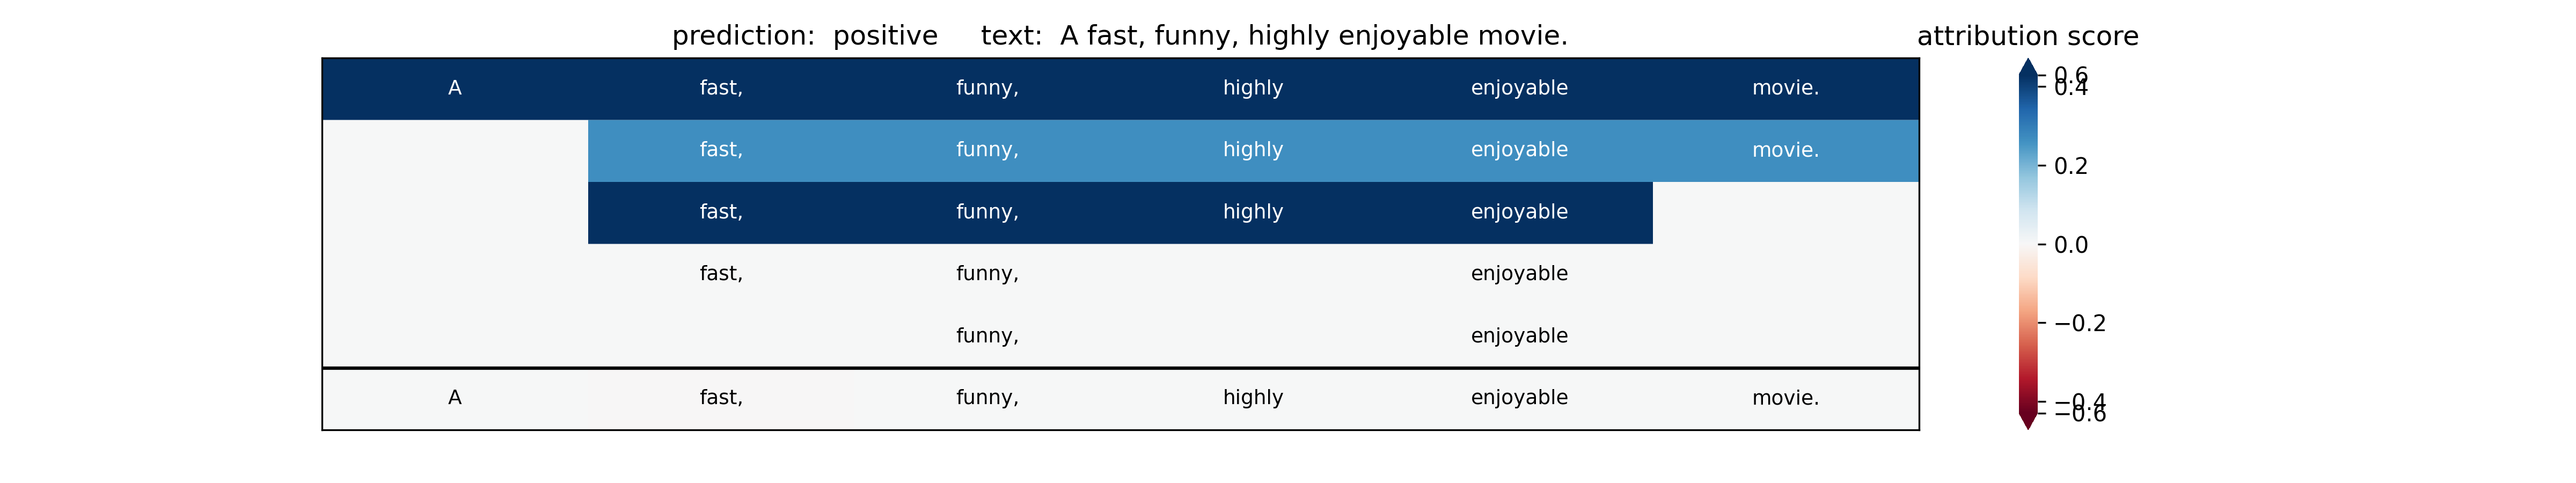 prediction:  positive     text:  A fast, funny, highly enjoyable movie.
attribution score
A fast, funny, highly enjoyable movie.
fast, funny, highly enjoyable movie.
fast, funny, highly enjoyable
fast, funny, enjoyable
funny, enjoyable
A fast, funny, highly enjoyable movie.
0.6
0.4
0.2
0.0
−0.2
−0.4
−0.6